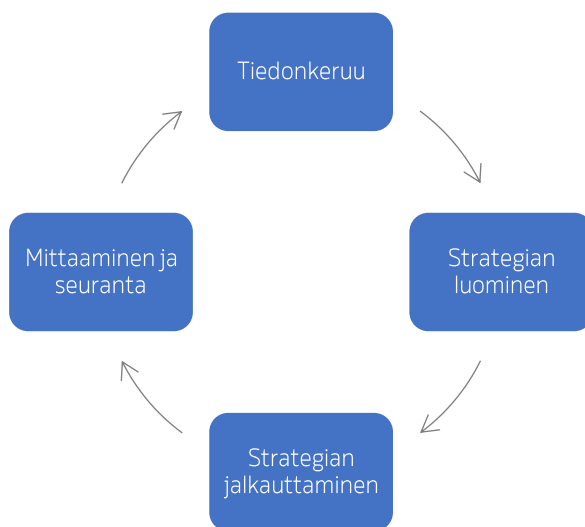 Tiedonkeruu
Strategian
luominen
Strategian
jalkauttaminen
Mittaaminen ja
seuranta